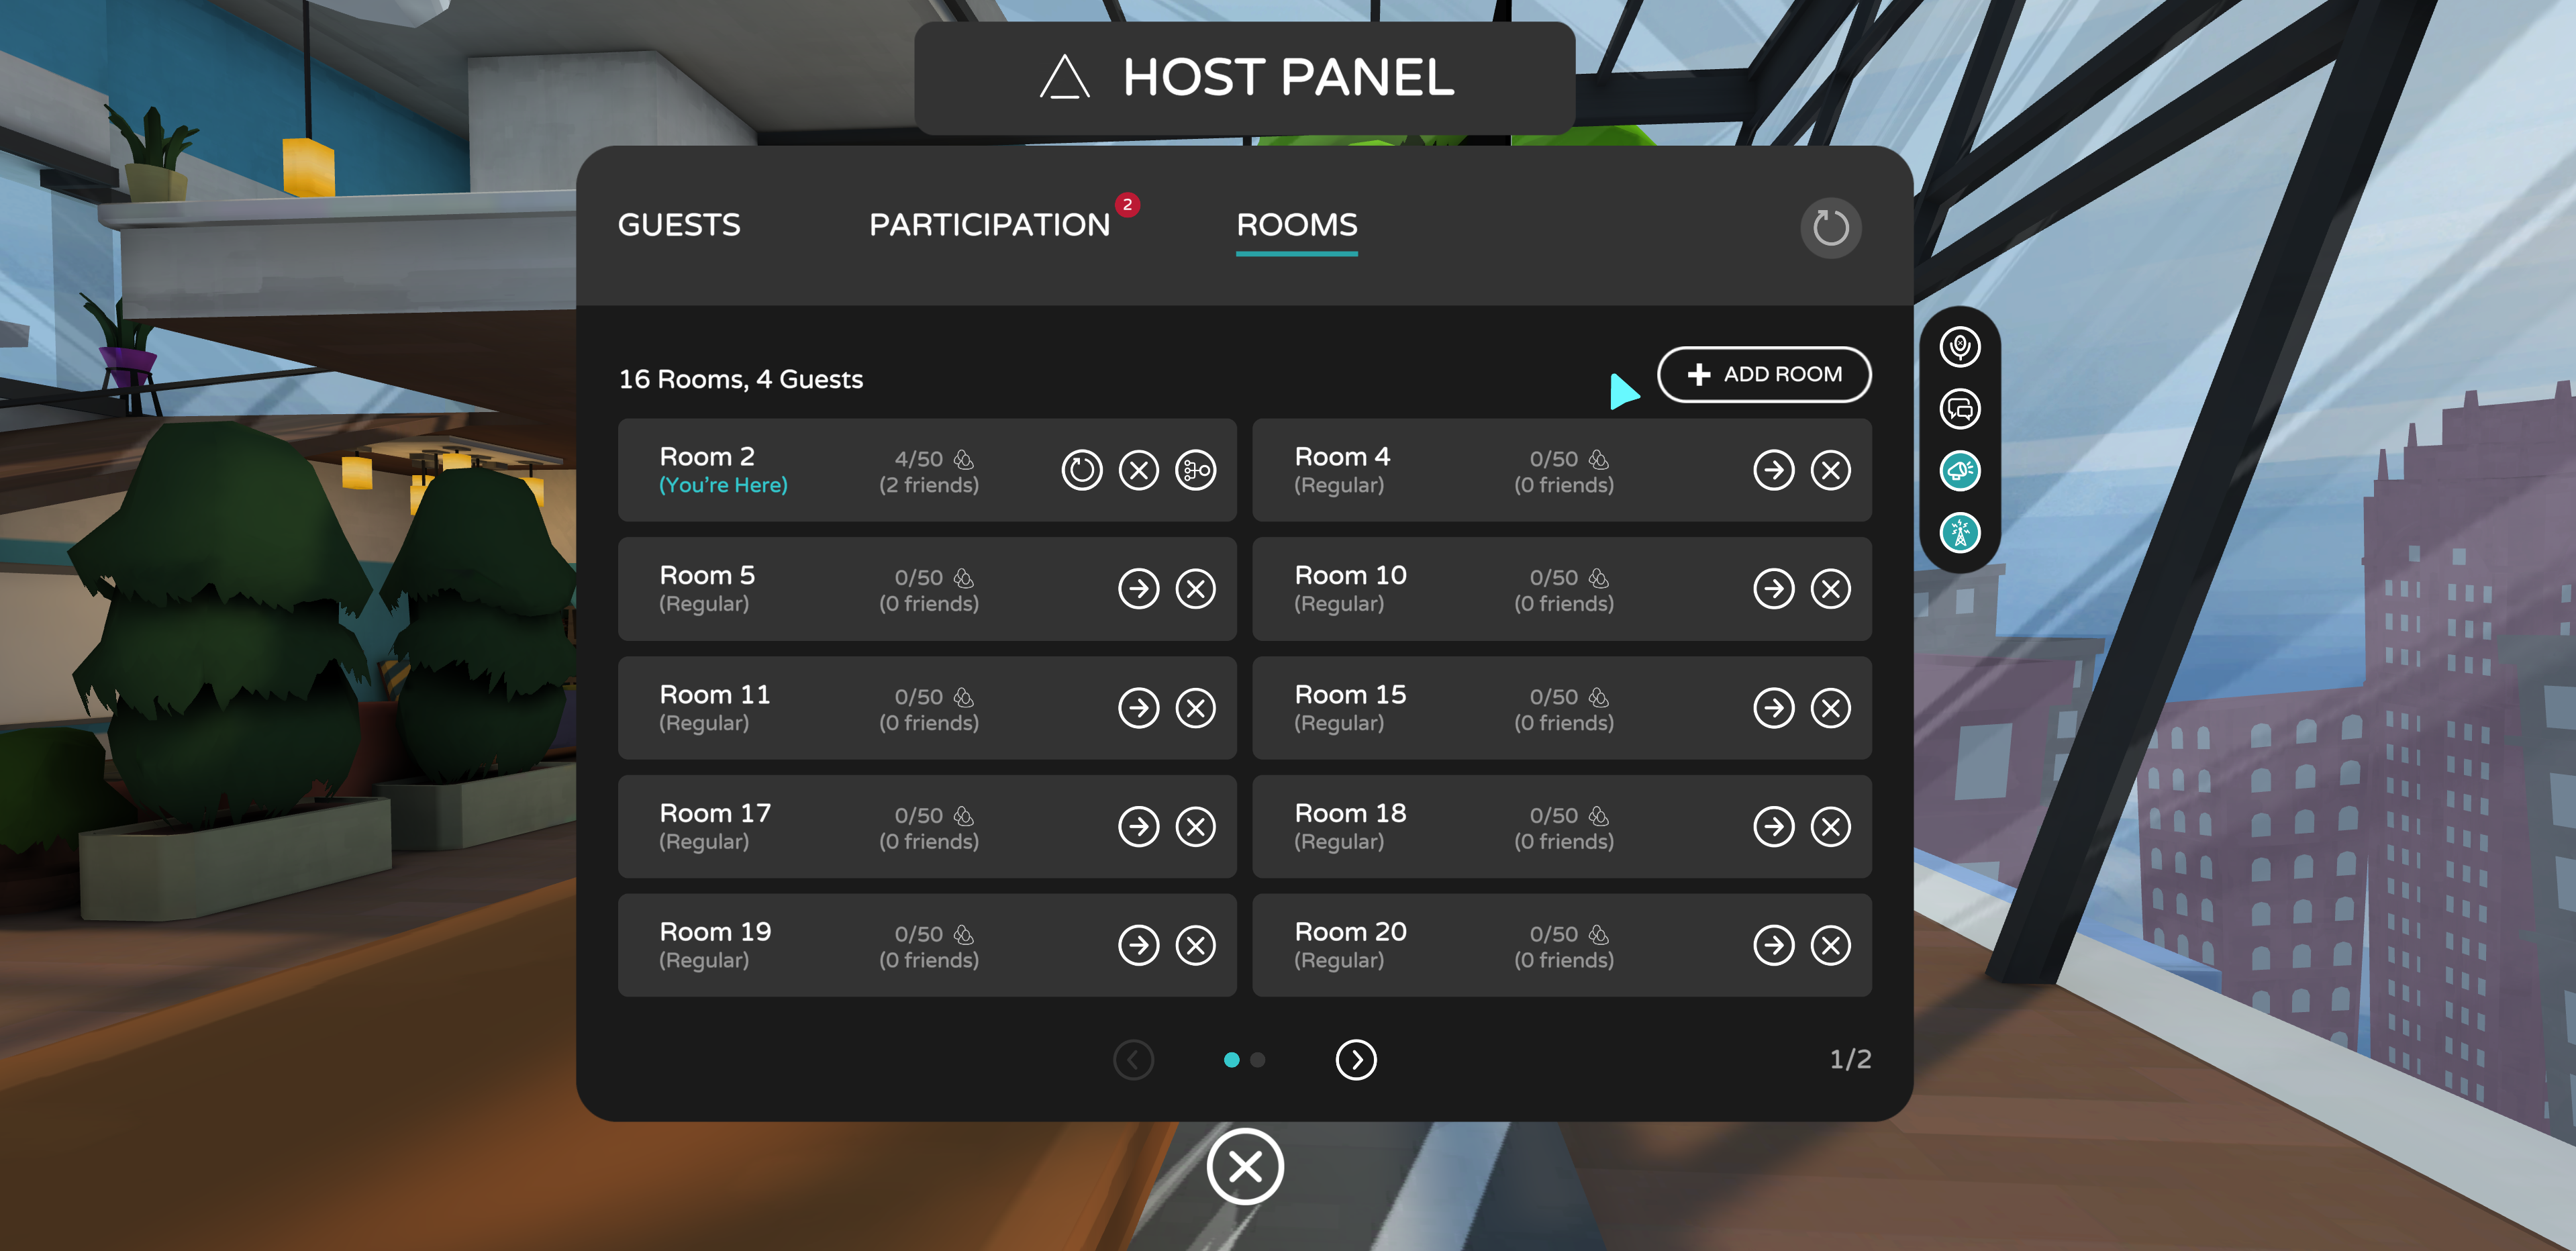 HOST PANEL
GUESTS
PARTICIPATION
2
ROOMS
16 Rooms, 4 Guests
ADD ROOM
Room 2
(You're Here)
4/50
(2 friends)
Room 4
(Regular)
0/50
(0 friends)
Room 5
(Regular)
0/50
(0 friends)
Room 10
(Regular)
0/50
(0 friends)
Room 11
(Regular)
0/50
(0 friends)
Room 15
(Regular)
0/50
(0 friends)
Room 17
(Regular)
0/50
(0 friends)
Room 18
(Regular)
0/50
(0 friends)
Room 19
(Regular)
0/50
(0 friends)
Room 20
(Regular)
0/50
(0 friends)
1/2